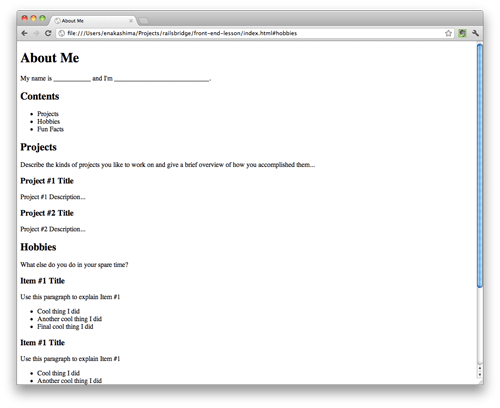 About Me
file:///Users/enakashima/Projects/railsbridge/front-end-lesson/index.html#hobbies
About Me
My name is ____________ and I'm ______________________________.
Contents
Projects
Hobbies
Fun Facts
Projects
Describe the kinds of projects you like to work on and give a brief overview of how you accomplished them...
Project #1 Title
Project #1 Description...
Project #2 Title
Project #2 Description...
Hobbies
What else do you do in your spare time?
Item #1 Title
Use this paragraph to explain Item #1
Cool thing I did
Another cool thing I did
Final cool thing I did
Item #1 Title
Use this paragraph to explain Item #1
Cool thing I did
Another cool thing I did